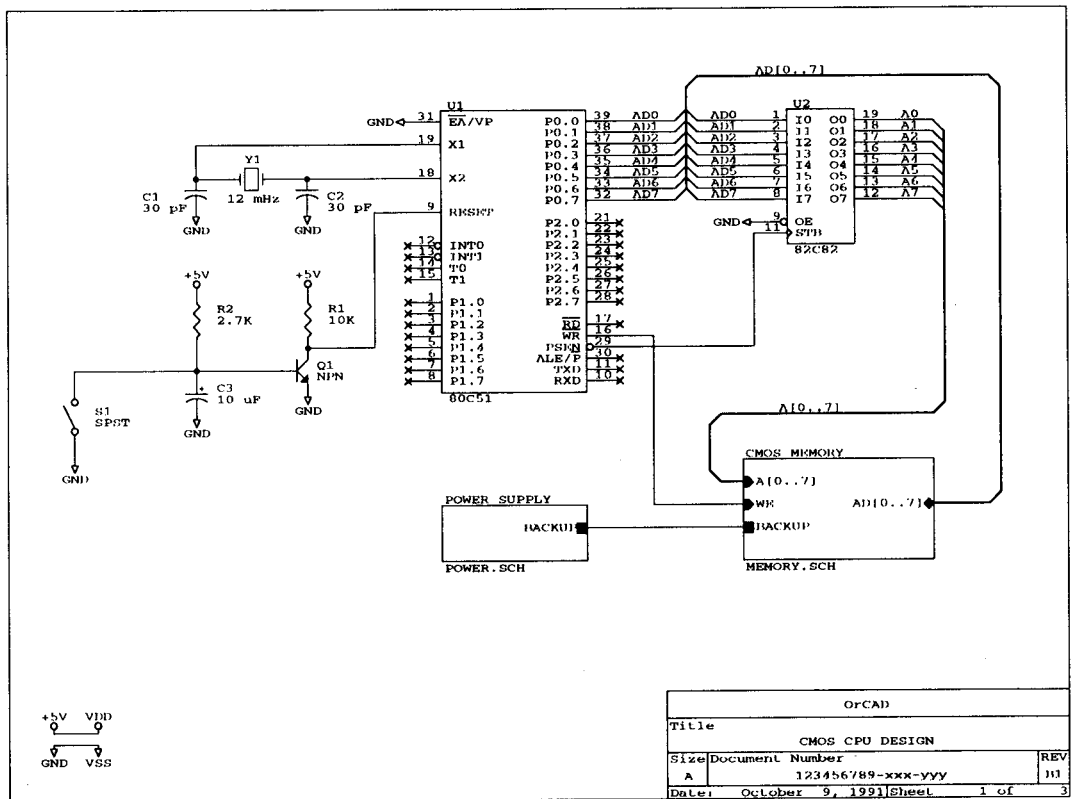 AD[0..7]
U1
GND 31 EA/VP
19 X1
18 X2
9 RESET
12 INT0
13 INT1
14 T0
15 T1
1 P1.0
2 P1.1
3 P1.2
4 P1.3
5 P1.4
6 P1.5
7 P1.6
8 P1.7
P0.0 39 AD0
P0.1 38 AD1
P0.2 37 AD2
P0.3 36 AD3
P0.4 35 AD4
P0.5 34 AD5
P0.6 33 AD6
P0.7 32 AD7
P2.0 21
P2.1 22
P2.2 23
P2.3 24
P2.4 25
P2.5 26
P2.6 27
P2.7 28
RD 17
WR 16
PSEN 29
ALE/P 30
TXD 11
RXD 10
80C51
U2
AD0 1 I0 O0 19 A0
AD1 2 I1 O1 18 A1
AD2 3 I2 O2 17 A2
AD3 4 I3 O3 16 A3
AD4 5 I4 O4 15 A4
AD5 6 I5 O5 14 A5
AD6 7 I6 O6 13 A6
AD7 8 I7 O7 12 A7
GND 9 OE
11 STB
82C82
Y1
12 mHz
C1
30 pF
GND
C2
30 pF
GND
+5V
R2
2.7K
+5V
R1
10K
Q1
NPN
GND
C3
10 uF
GND
S1
SPST
GND
A[0..7]
CMOS MEMORY
A[0..7]
WE
AD[0..7]
BACKUP
MEMORY.SCH
POWER SUPPLY
BACKUP
POWER.SCH
+5V VDD
GND VSS
OrCAD
Title
CMOS CPU DESIGN
Size Document Number REV
A 123456789-xxx-yyy
Date: October 9, 1991 Sheet 1 of 3